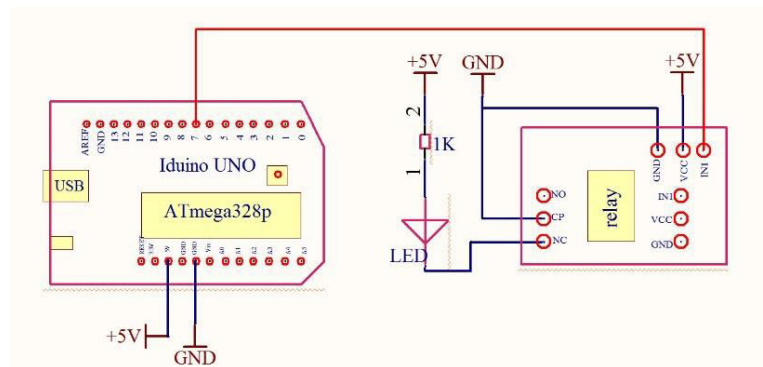 +5V
GND
+5V
AREF
GND
13
12
11
10
9
8
7
6
5
4
3
2
1
0
2
1K
1
Iduino UNO
USB
ATmega328p
RESET
3.3V
5V
GND
GND
Vin
A0
A1
A2
A3
A4
A5
+5V
GND
LED
GND
VCC
IN1
NO
CP
NC
relay
IN1
VCC
GND